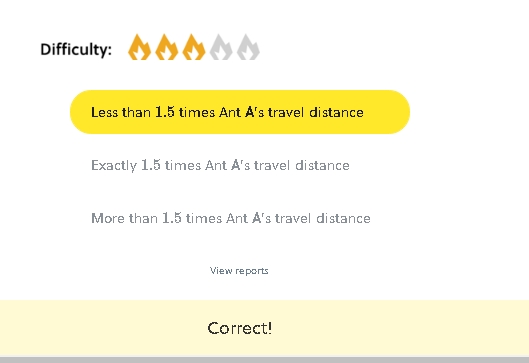 Difficulty:
Less than 1.5 times Ant A's travel distance
Exactly 1.5 times Ant A's travel distance
More than 1.5 times Ant A's travel distance
View reports
Correct!